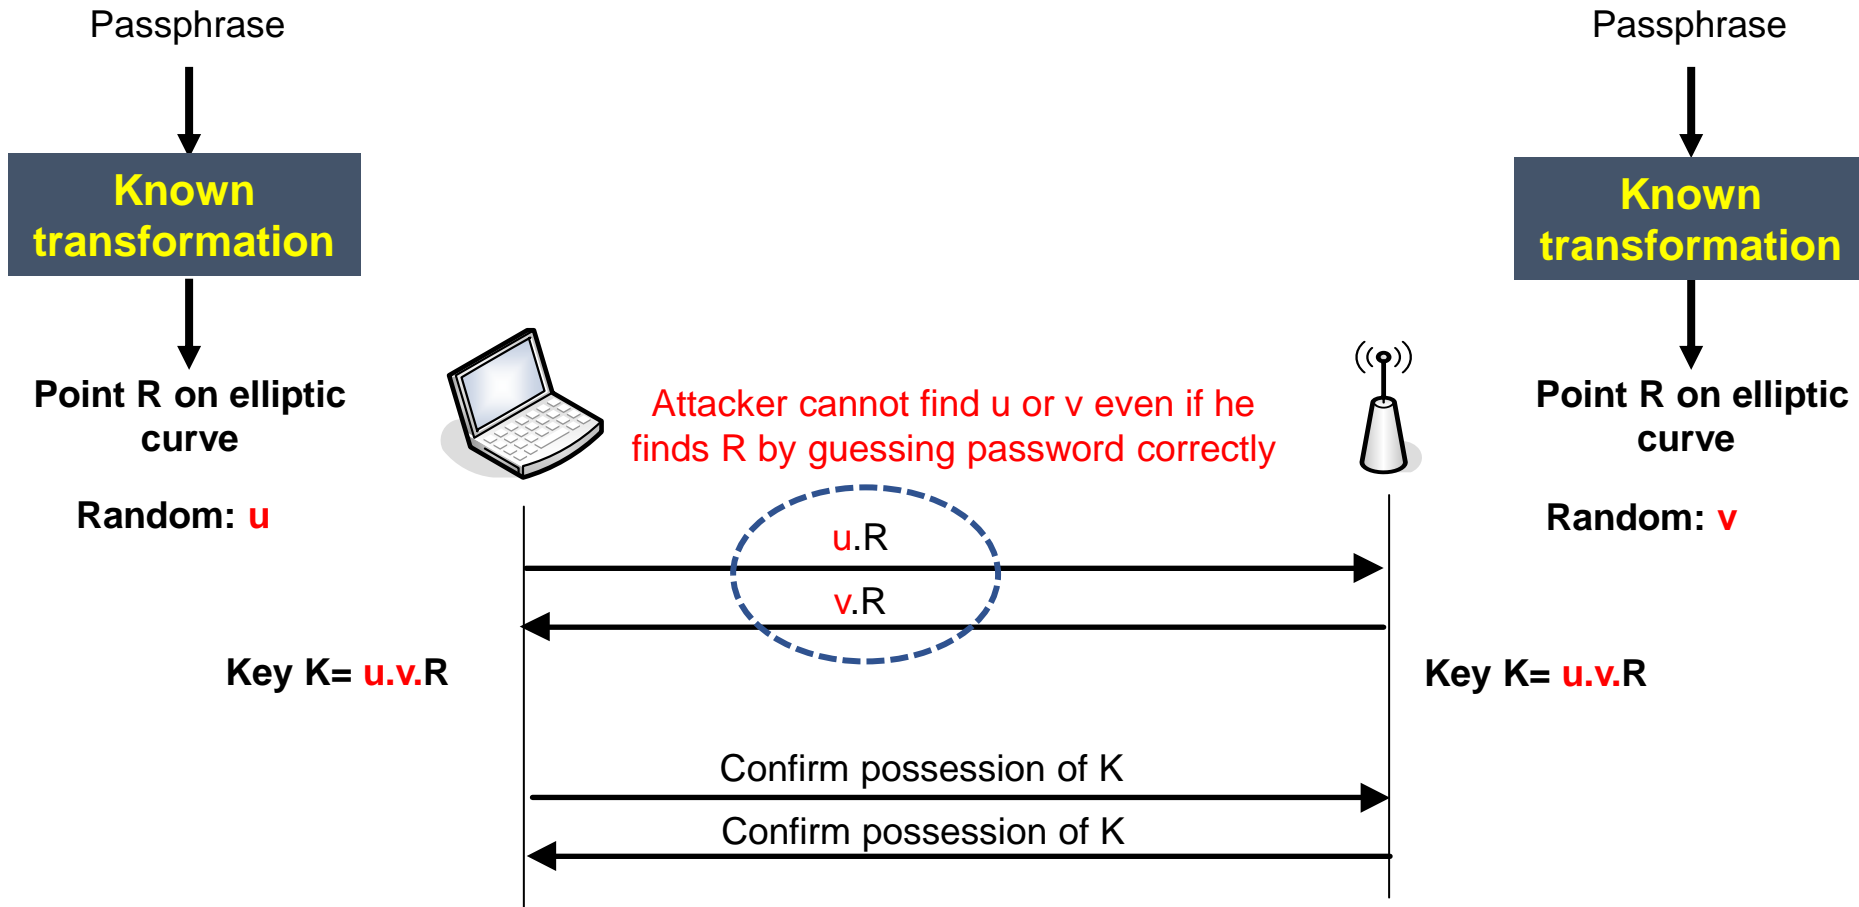 Passphrase
Passphrase
Known
transformation
Known
transformation
Point R on elliptic
curve
Point R on elliptic
curve
Attacker cannot find u or v even if he
finds R by guessing password correctly
Random: u
Random: v
u.R
v.R
Key K= u.v.R
Key K= u.v.R
Confirm possession of K
Confirm possession of K